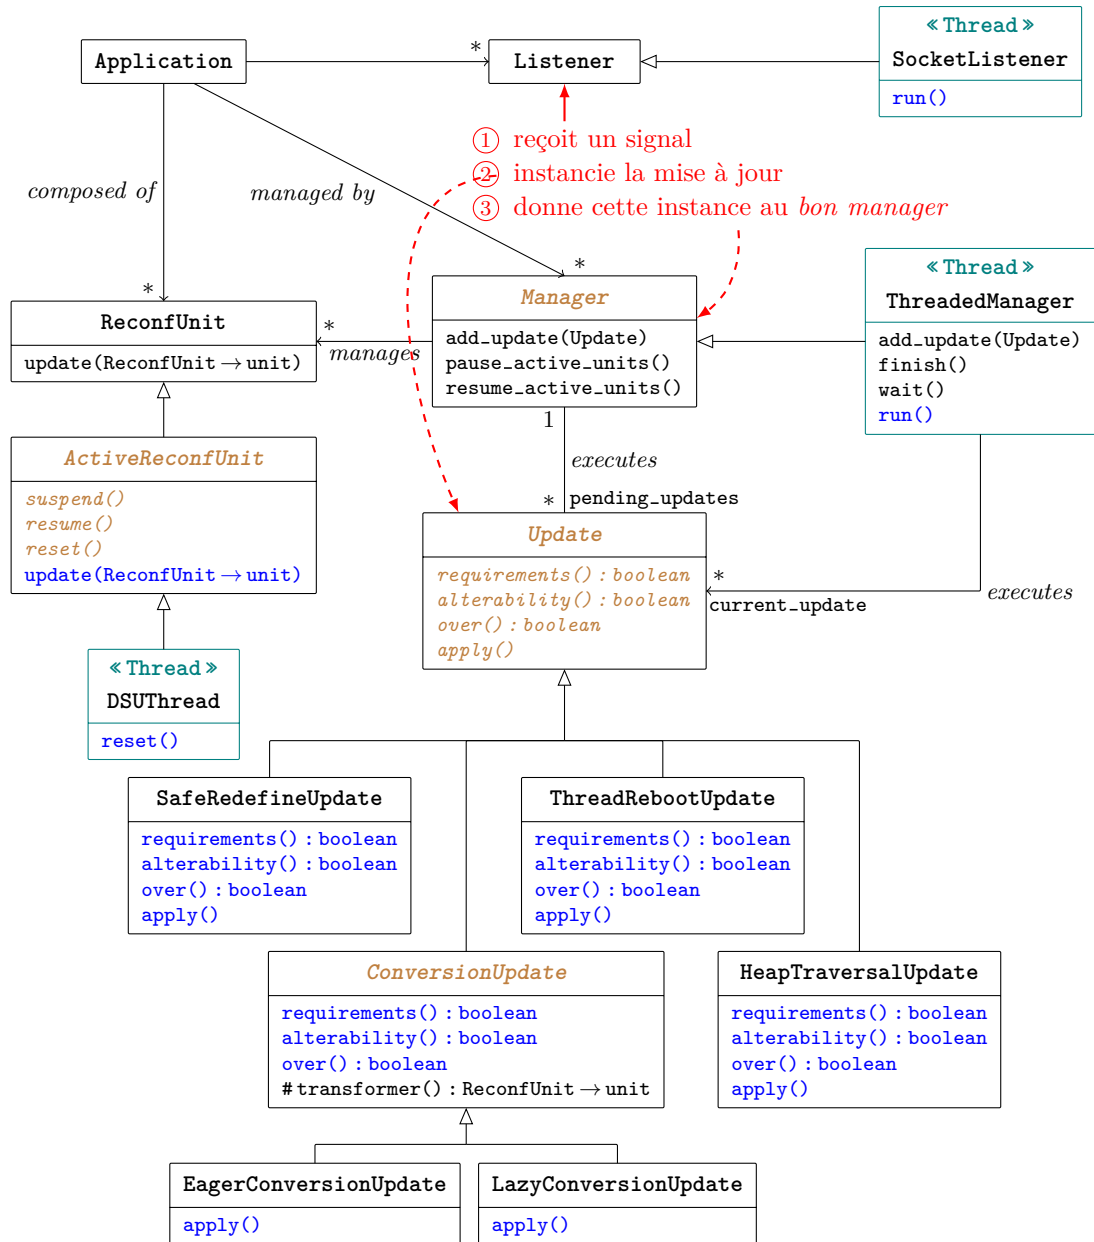 Application
*
Listener
≪Thread≫
SocketListener
run()
① reçoit un signal
② instancie la mise à jour
③ donne cette instance au bon manager
composed of
managed by
*
*
ReconfUnit
update(ReconfUnit→unit)
*
manages
Manager
add_update(Update)
pause_active_units()
resume_active_units()
≪Thread≫
ThreadedManager
add_update(Update)
finish()
wait()
run()
1
executes
*
pending_updates
ActiveReconfUnit
suspend()
resume()
reset()
update(ReconfUnit→unit)
Update
requirements():boolean
alterability():boolean
over():boolean
apply()
*
current_update
executes
≪Thread≫
DSUThread
reset()
SafeRedefineUpdate
requirements():boolean
alterability():boolean
over():boolean
apply()
ThreadRebootUpdate
requirements():boolean
alterability():boolean
over():boolean
apply()
ConversionUpdate
requirements():boolean
alterability():boolean
over():boolean
#transformer():ReconfUnit→unit
HeapTraversalUpdate
requirements():boolean
alterability():boolean
over():boolean
apply()
EagerConversionUpdate
apply()
LazyConversionUpdate
apply()